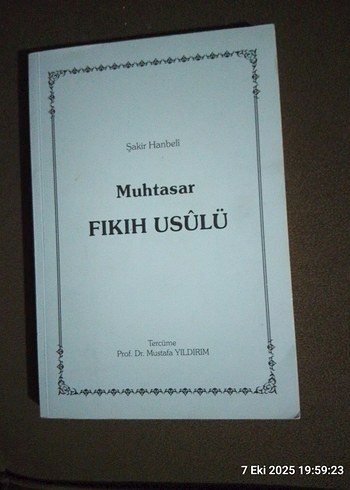 Şakir Hanbelî
Muhtasar
FIKIH USÛLÜ
Tercüme
Prof. Dr. Mustafa YILDIRIM
7 Eki 2025 19:59:23